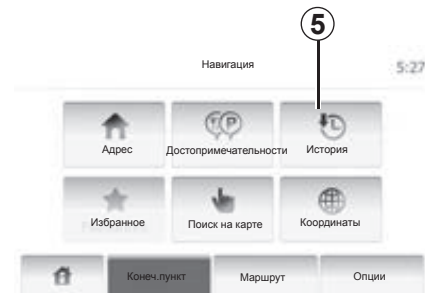 5
Навигация 5:27
Адрес Достопримечательности История
Избранное Поиск на карте Координаты
Конеч.пункт Маршрут Опции